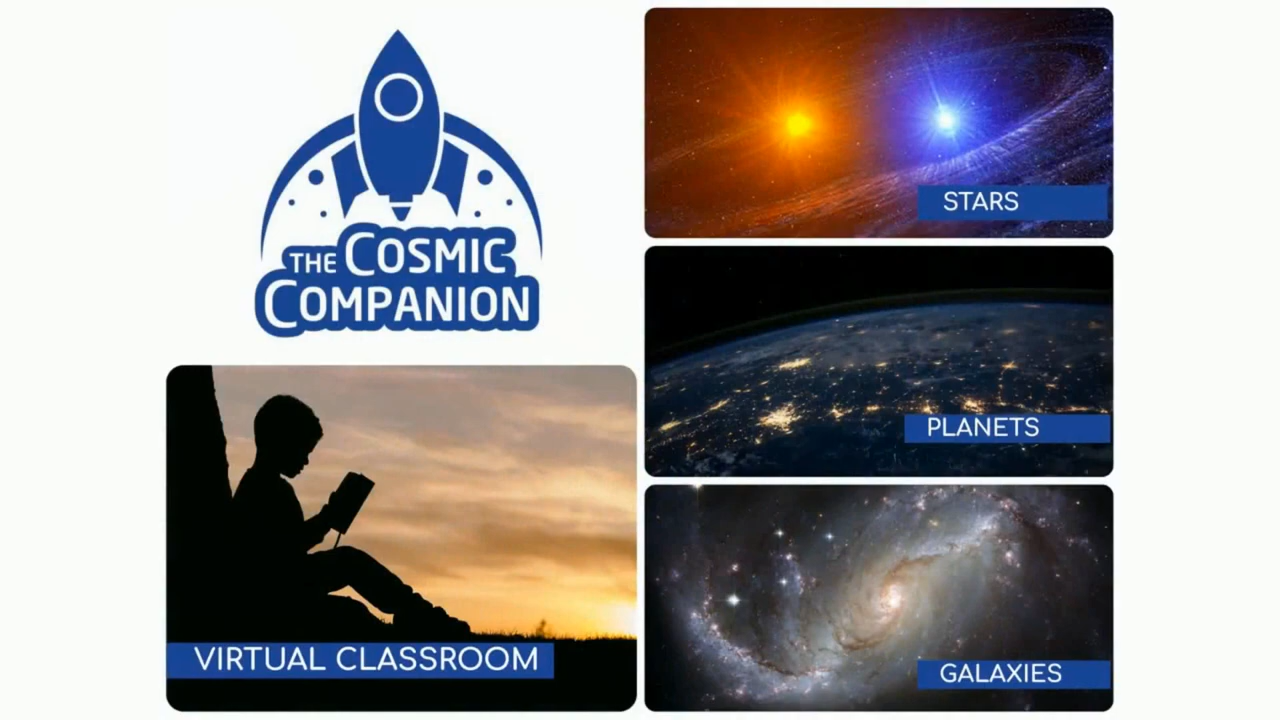 THE COSMIC
COMPANION
VIRTUAL CLASSROOM
STARS
PLANETS
GALAXIES